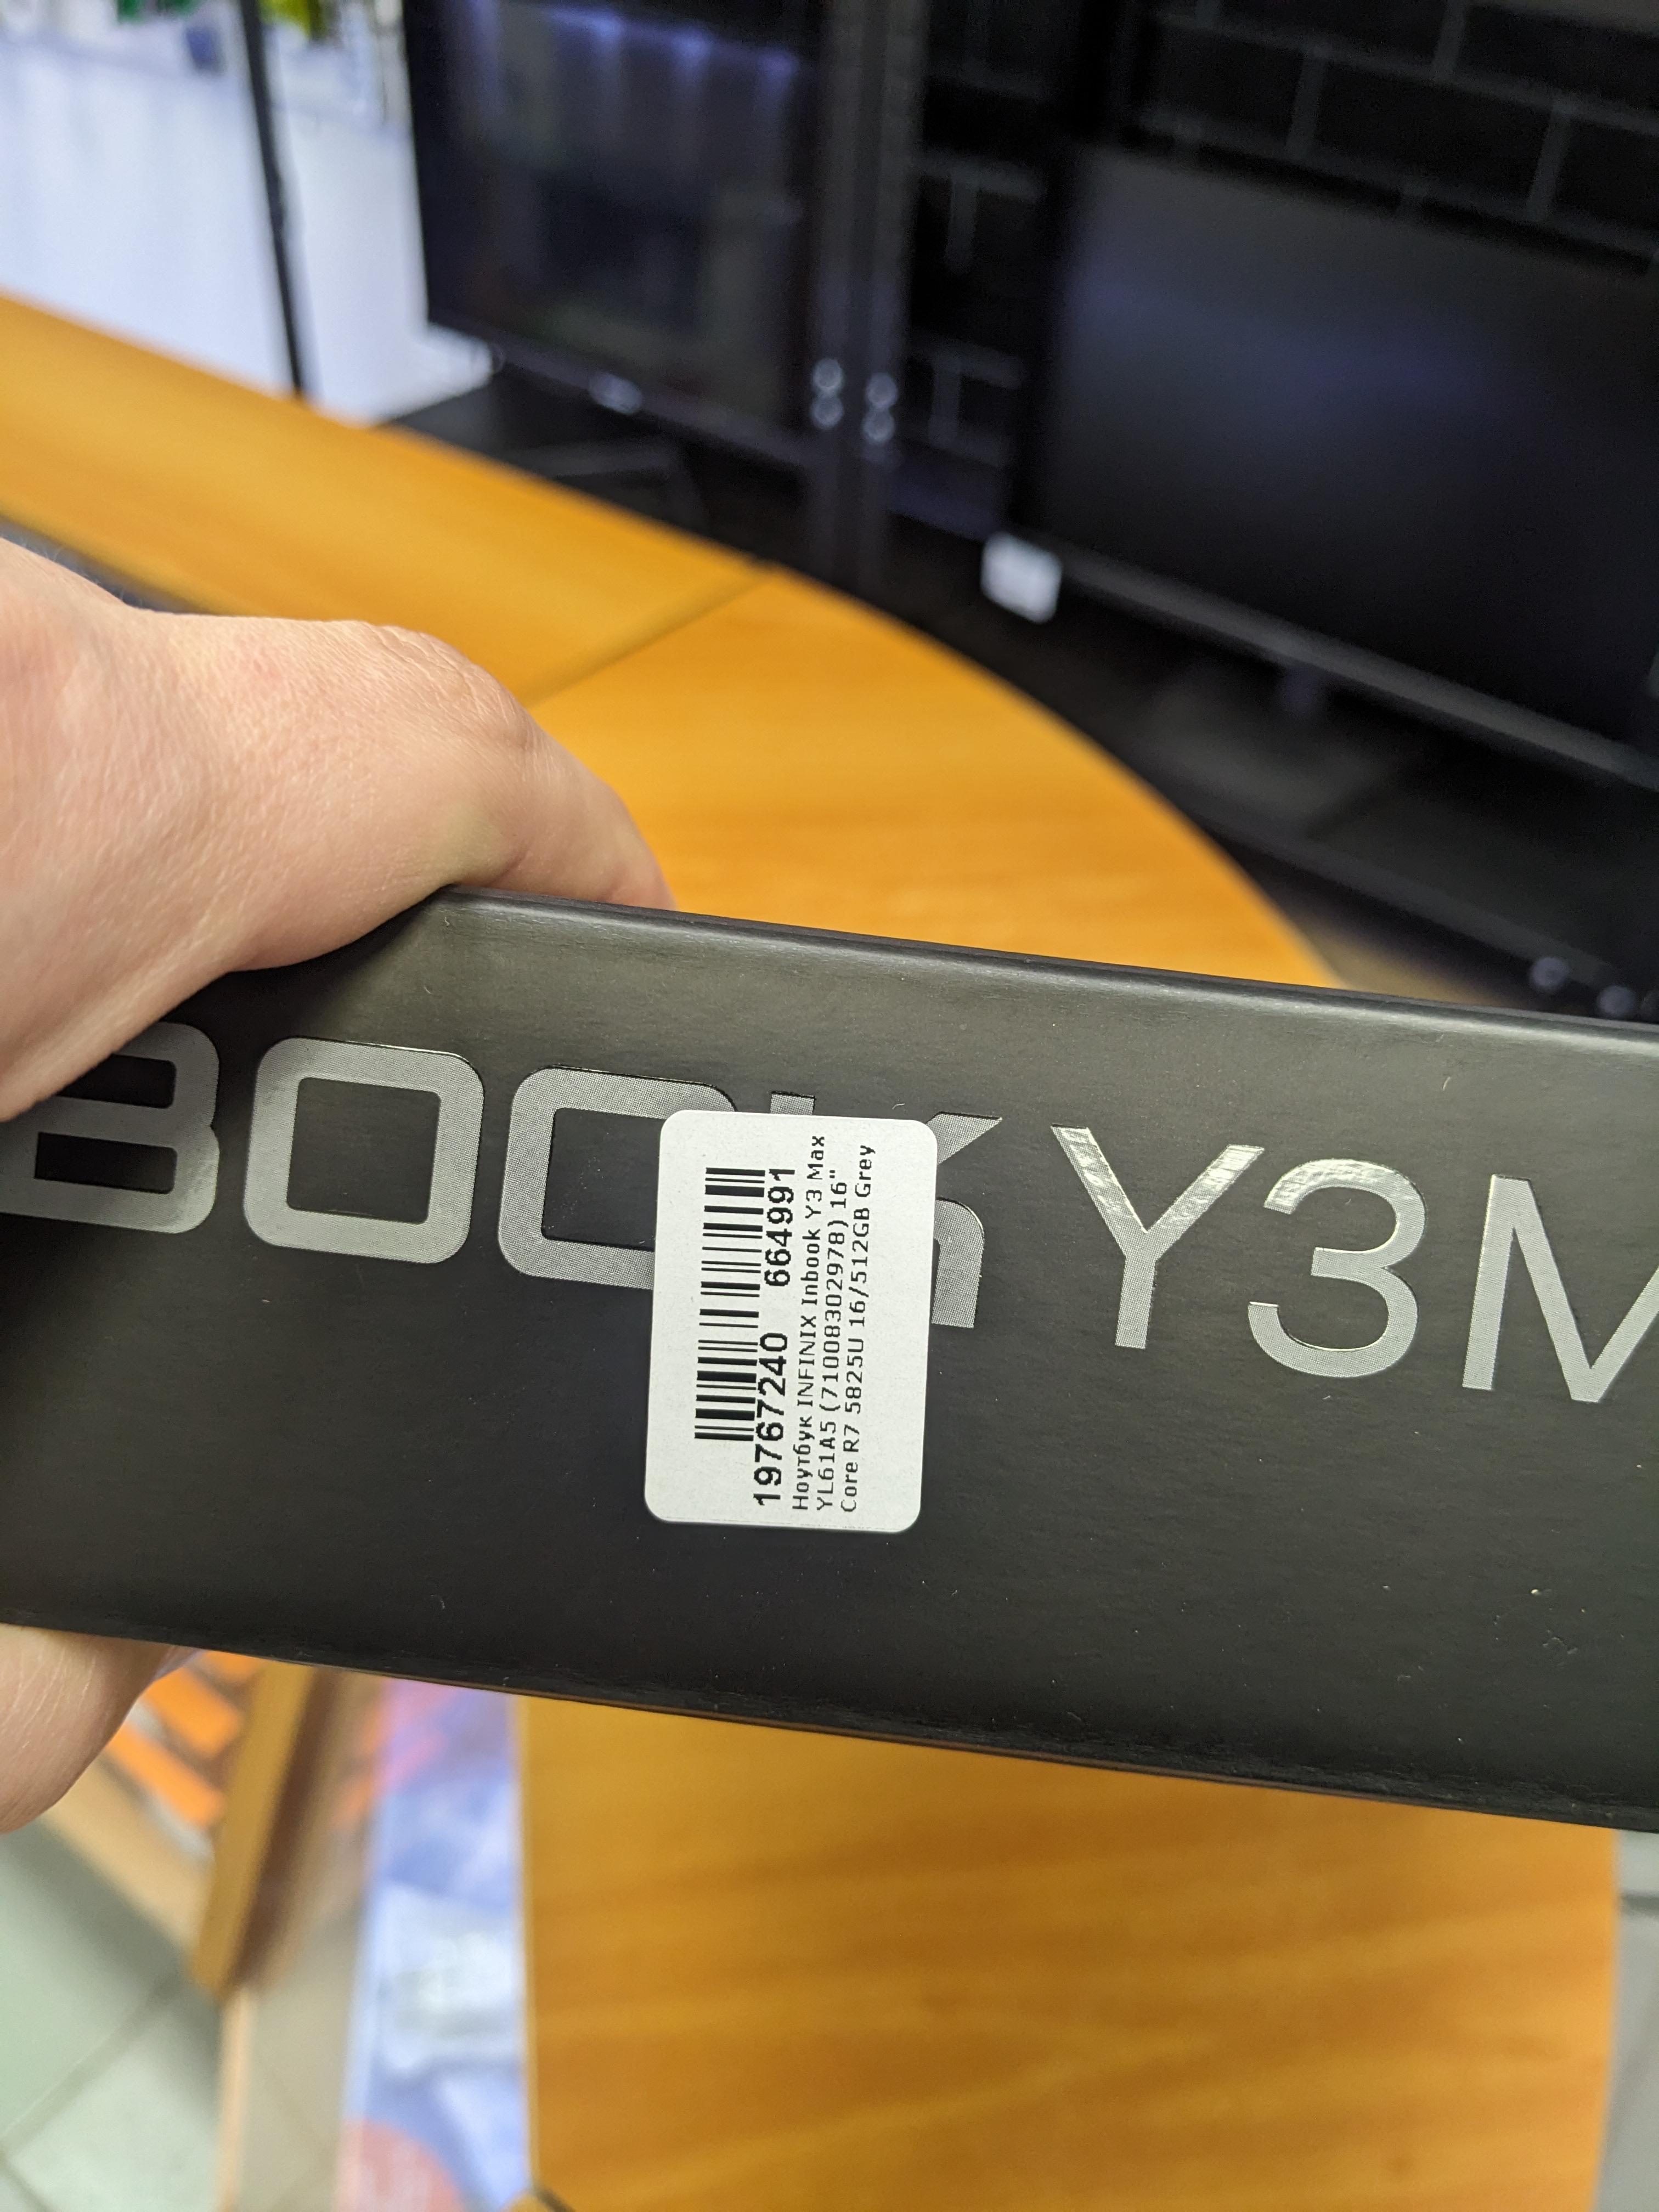 BOOK Y3M
19767240 664991
Ноутбук INFINIX Inbook Y3 Max
YL61A5 (71008302978) 16"
Core R7 5825U 16/512GB Grey